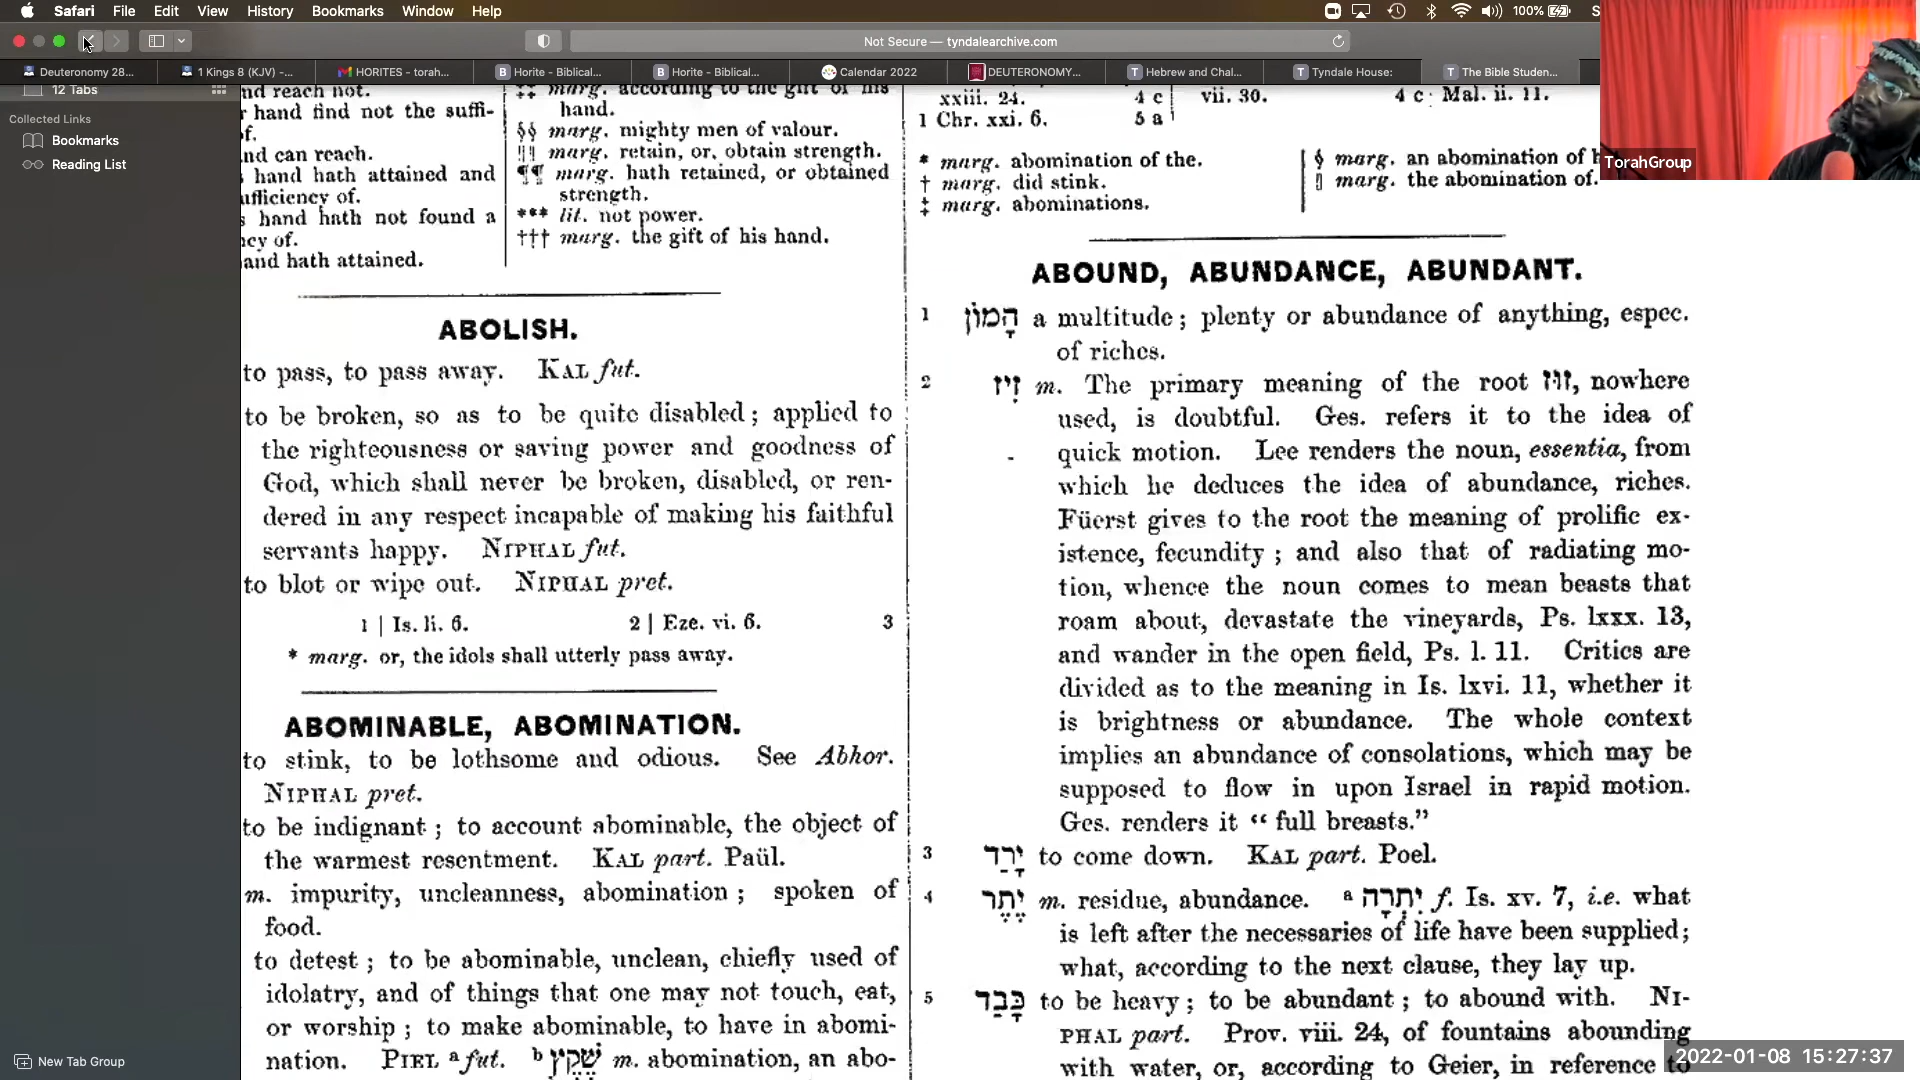 Safari File Edit View History Bookmarks Window Help 100%
Not Secure — tyndalearchive.com
Deuteronomy 28... 1 Kings 8 (KJV) -... HORITES - torah... Horite - Biblical... Horite - Biblical... Calendar 2022 DEUTERONOMY... Hebrew and Chal... Tyndale House: The Bible Studen...
12 Tabs
Collected Links
Bookmarks
Reading List
New Tab Group
nd reach not.
r hand find not the suffi-
of.
nd can reach.
hand hath attained and
ufficiency of.
s hand hath not found a
ncy of.
and hath attained.
‡‡ marg. according to the gift of his
hand.
§§ marg. mighty men of valour.
‖‖ marg. retain, or, obtain strength.
¶¶ marg. hath retained, or obtained
strength.
*** lit. not power.
††† marg. the gift of his hand.
ABOLISH.
to pass, to pass away. KAL fut.
to be broken, so as to be quite disabled; applied to
the righteousness or saving power and goodness of
God, which shall never be broken, disabled, or ren-
dered in any respect incapable of making his faithful
servants happy. NIPHAL fut.
to blot or wipe out. NIPHAL pret.
1 | Is. li. 6. 2 | Eze. vi. 6. 3
* marg. or, the idols shall utterly pass away.
ABOMINABLE, ABOMINATION.
to stink, to be lothsome and odious. See Abhor.
NIPHAL pret.
to be indignant; to account abominable, the object of
the warmest resentment. KAL part. Paül.
m. impurity, uncleanness, abomination; spoken of
food.
to detest; to be abominable, unclean, chiefly used of
idolatry, and of things that one may not touch, eat,
or worship; to make abominable, to have in abomi-
nation. PIEL a fut. b שֶׁקֶץ m. abomination, an abo-
xxiii. 24. 4 c vii. 30. 4 c Mal. ii. 11.
1 Chr. xxi. 6. 5 a
* marg. abomination of the.
† marg. did stink.
‡ marg. abominations.
§ marg. an abomination of
‖ marg. the abomination of.
ABOUND, ABUNDANCE, ABUNDANT.
1 הָמוֹן a multitude; plenty or abundance of anything, espec.
of riches.
2 זִיז m. The primary meaning of the root זוז, nowhere
used, is doubtful. Ges. refers it to the idea of
quick motion. Lee renders the noun, essentia, from
which he deduces the idea of abundance, riches.
Füerst gives to the root the meaning of prolific ex-
istence, fecundity; and also that of radiating mo-
tion, whence the noun comes to mean beasts that
roam about, devastate the vineyards, Ps. lxxx. 13,
and wander in the open field, Ps. l. 11. Critics are
divided as to the meaning in Is. lxvi. 11, whether it
is brightness or abundance. The whole context
implies an abundance of consolations, which may be
supposed to flow in upon Israel in rapid motion.
Ges. renders it “ full breasts.”
3 יָרַד to come down. KAL part. Poel.
4 יֶתֶר m. residue, abundance. a יִתְרָה f. Is. xv. 7, i.e. what
is left after the necessaries of life have been supplied;
what, according to the next clause, they lay up.
5 כָּבַד to be heavy; to be abundant; to abound with. NI-
PHAL part. Prov. viii. 24, of fountains abounding
with water, or, according to Geier, in reference to
TorahGroup
2022-01-08 15:27:37